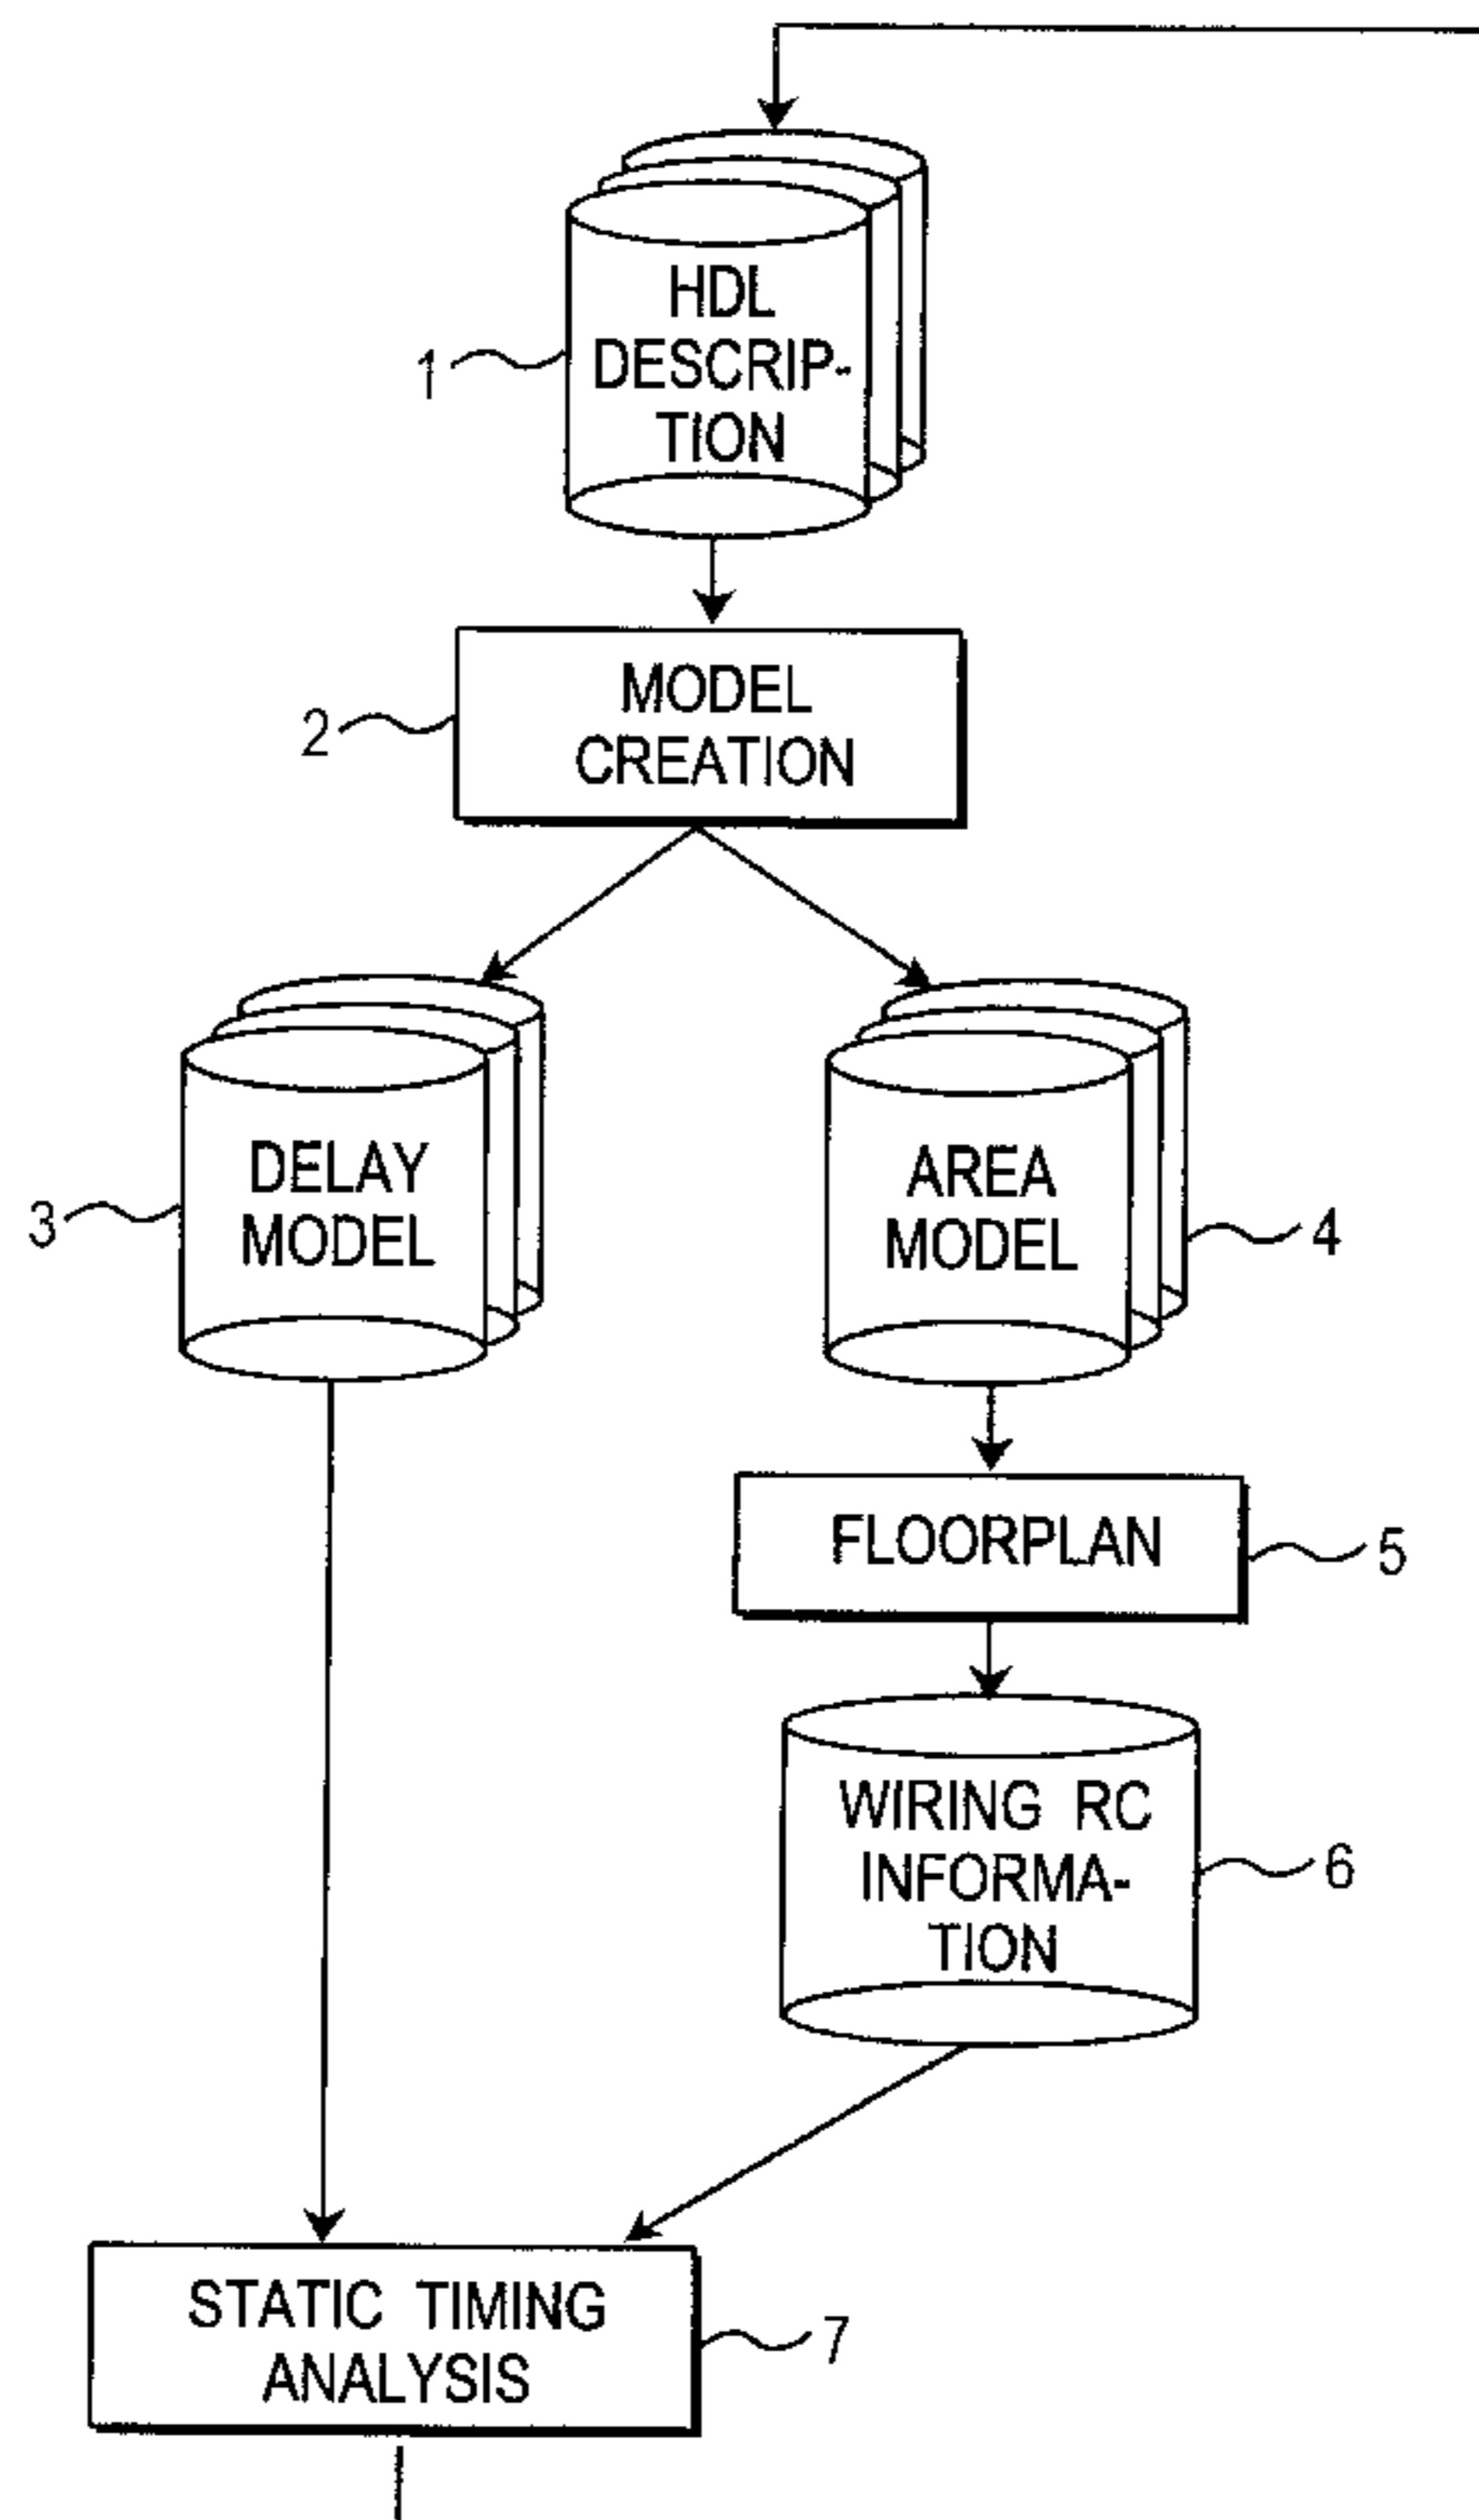 HDL
DESCRIP-
TION
1
MODEL
CREATION
2
DELAY
MODEL
3
AREA
MODEL
4
FLOORPLAN
5
WIRING RC
INFORMA-
TION
6
STATIC TIMING
ANALYSIS
7